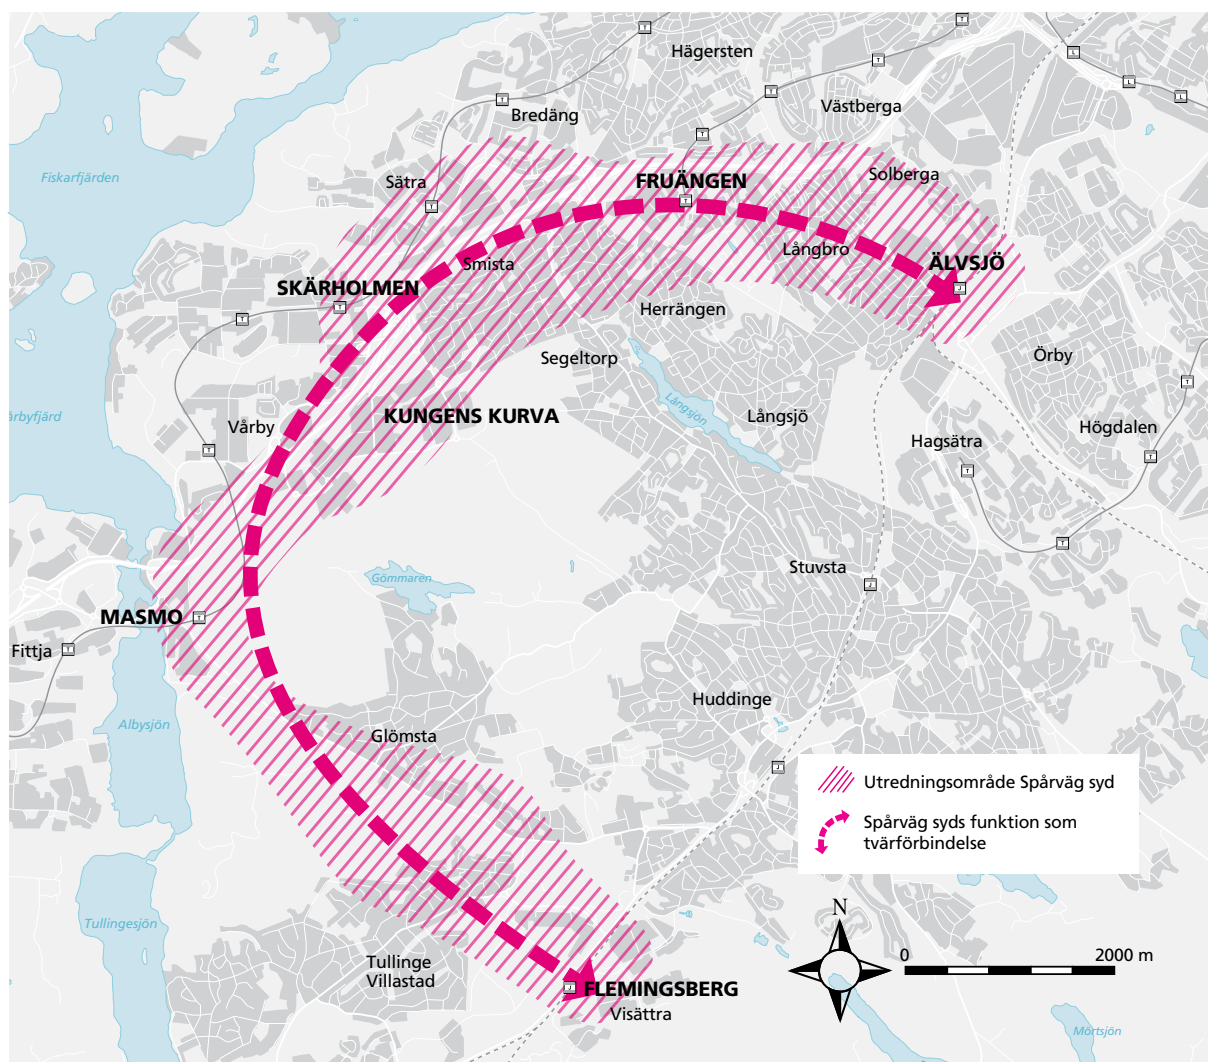 Hägersten
Västberga
Bredäng
Fiskarfjärden
Sätra
FRUÄNGEN
Solberga
Långbro
ÄLVSJÖ
Smista
SKÄRHOLMEN
Herrängen
Segeltorp
Örby
årbyfjärd
Långsjön
KUNGENS KURVA
Långsjö
Vårby
Högdalen
Hagsätra
Stuvsta
Gömmaren
MASMO
Fittja
Huddinge
Albysjön
Glömsta
Utredningsområde Spårväg syd
Spårväg syds funktion som
tvärförbindelse
N
Tullingesjön
0 2000 m
Tullinge
Villastad
FLEMINGSBERG
Visättra
Mörtsjön